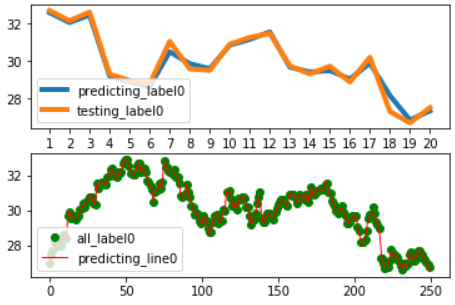 32
30
28
predicting_label0
testing_label0
1 2 3 4 5 6 7 8 9 10 11 12 13 14 15 16 17 18 19 20
32
30
28
all_label0
predicting_line0
0 50 100 150 200 250